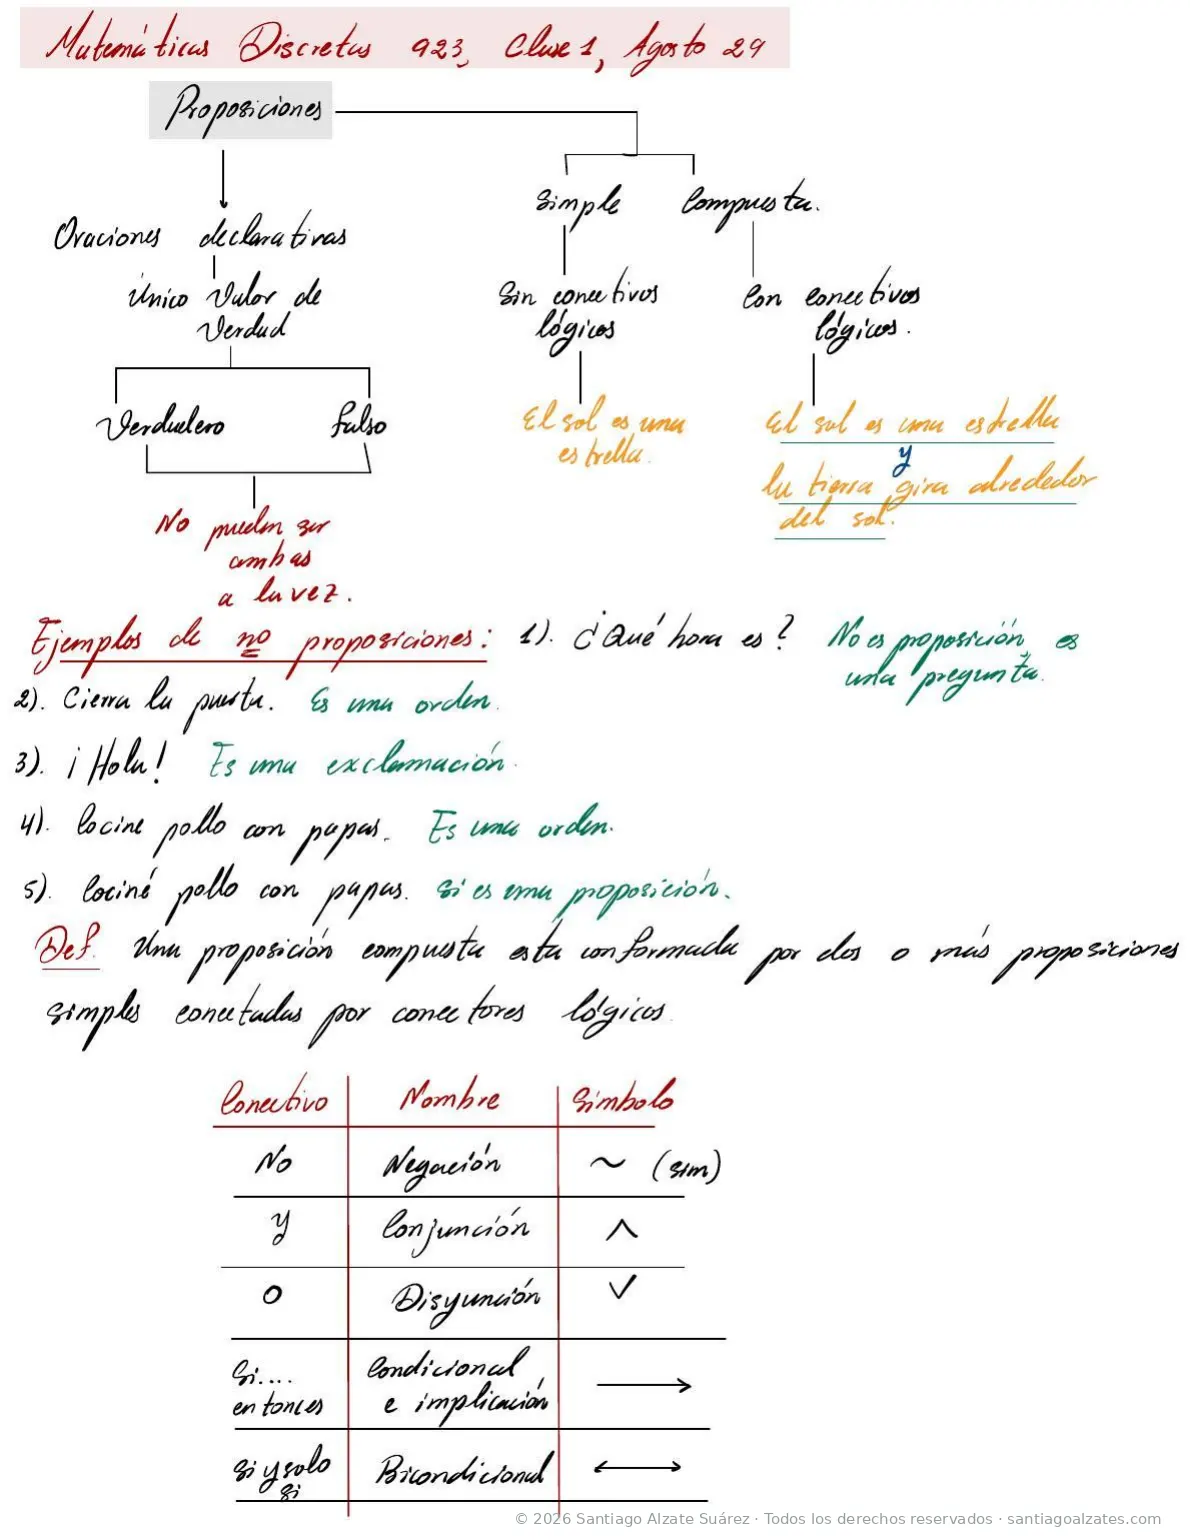 Matemáticas Discretas 923, Clase 1, Agosto 29
Proposiciones
Simple
Compuesta.
Oraciones declarativas
Único Valor de
Verdad
Sin conectivos
lógicos
Con conectivos
lógicos.
Verdadero
Falso
El sol es una
estrella.
El sol es una estrella
y
la tierra gira alrededor
del sol.
No pueden ser
ambas
a la vez.
Ejemplos de no proposiciones:
1). ¿Qué hora es?
No es proposición, es
una pregunta.
2). Cierra la puerta. Es una orden.
3). ¡Hola! Es una exclamación.
4). Cocine pollo con papas. Es una orden.
5). Cociné pollo con papas. Si es una proposición.
Def. Una proposición compuesta esta conformada por dos o más proposiciones
simples conectadas por conectores lógicos.
Conectivo Nombre Símbolo
No Negación ~ (sim)
y Conjunción ∧
O Disyunción ∨
Si.... Condicional
entonces e implicación →
Si y solo Bicondicional ↔
si
© 2026 Santiago Alzate Suárez · Todos los derechos reservados · santiagoalzates.com